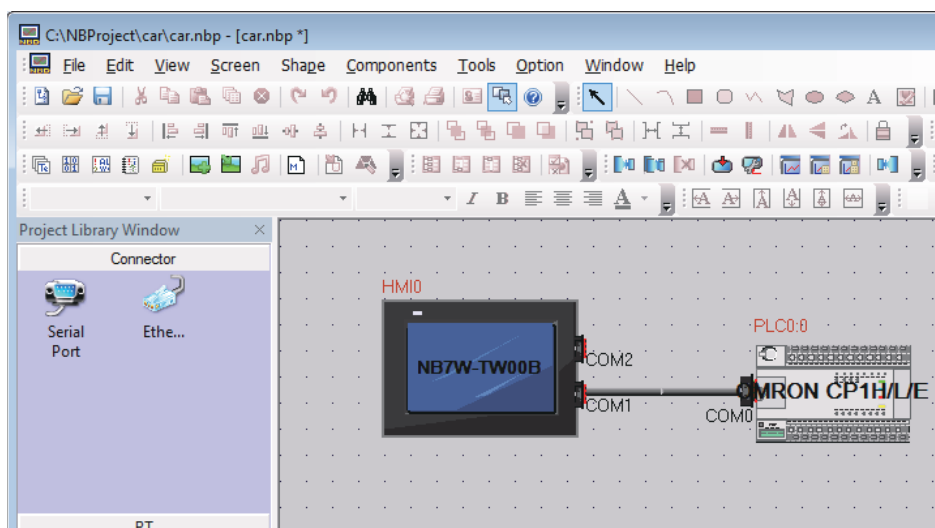 C:\NBProject\car\car.nbp - [car.nbp *]
File Edit View Screen Shape Components Tools Option Window Help
Project Library Window
Connector
Serial Port
Ethe...
HMI0
NB7W-TW00B
COM2
COM1
PLC0:0
OMRON CP1H/L/E
COM0